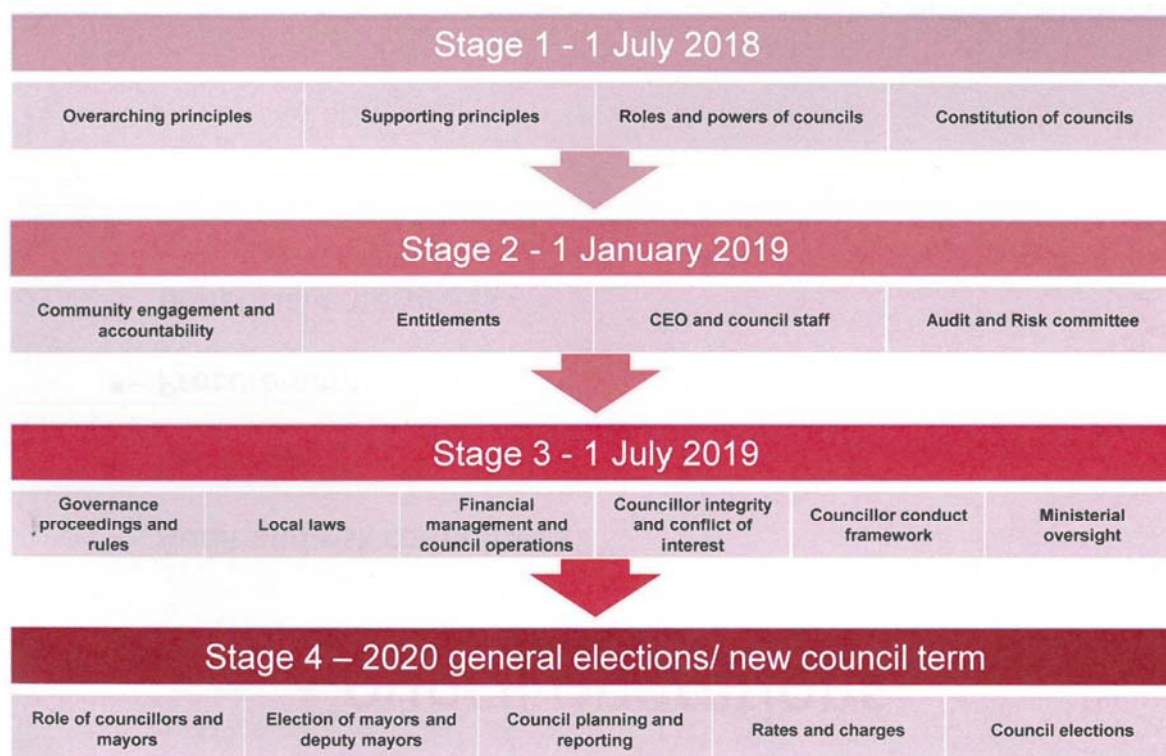 Stage 1 - 1 July 2018
Overarching principles
Supporting principles
Roles and powers of councils
Constitution of councils
Stage 2 - 1 January 2019
Community engagement and
accountability
Entitlements
CEO and council staff
Audit and Risk committee
Stage 3 - 1 July 2019
Governance
proceedings and
rules
Local laws
Financial
management and
council operations
Councillor integrity
and conflict of
interest
Councillor conduct
framework
Ministerial
oversight
Stage 4 – 2020 general elections/ new council term
Role of councillors and
mayors
Election of mayors and
deputy mayors
Council planning and
reporting
Rates and charges
Council elections